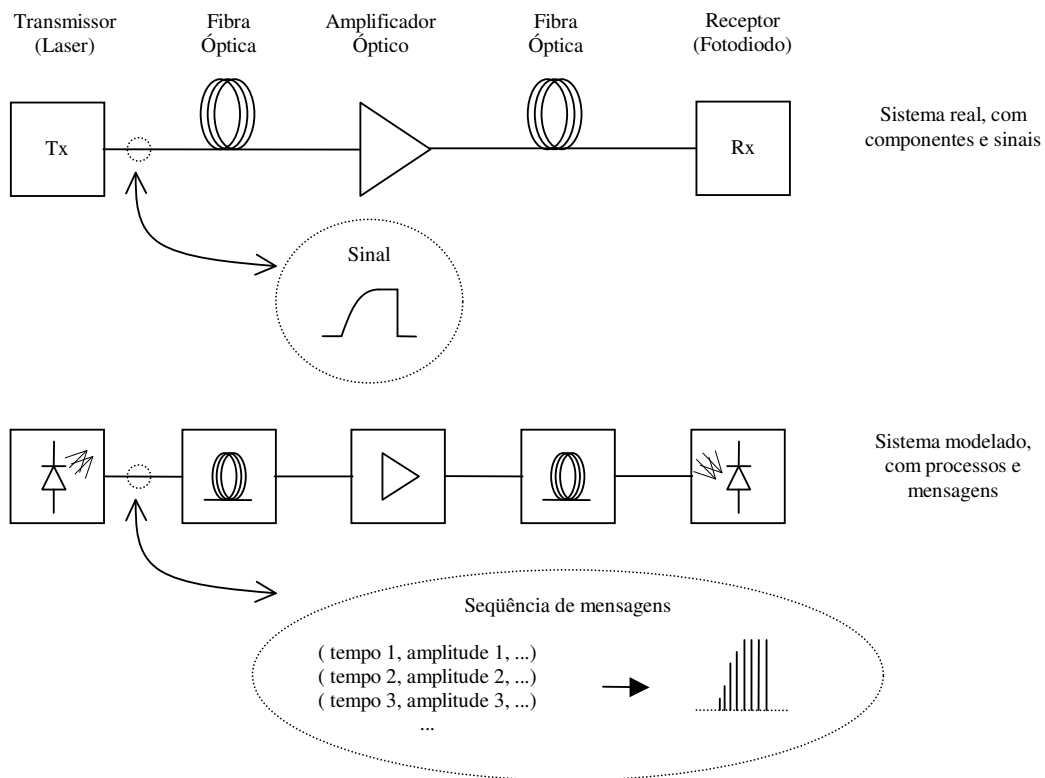 Transmissor
(Laser)
Fibra
Óptica
Amplificador
Óptico
Fibra
Óptica
Receptor
(Fotodiodo)
Tx
Rx
Sistema real, com
componentes e sinais
Sinal
Sistema modelado,
com processos e
mensagens
Seqüência de mensagens
( tempo 1, amplitude 1, ...)
( tempo 2, amplitude 2, ...)
( tempo 3, amplitude 3, ...)
...